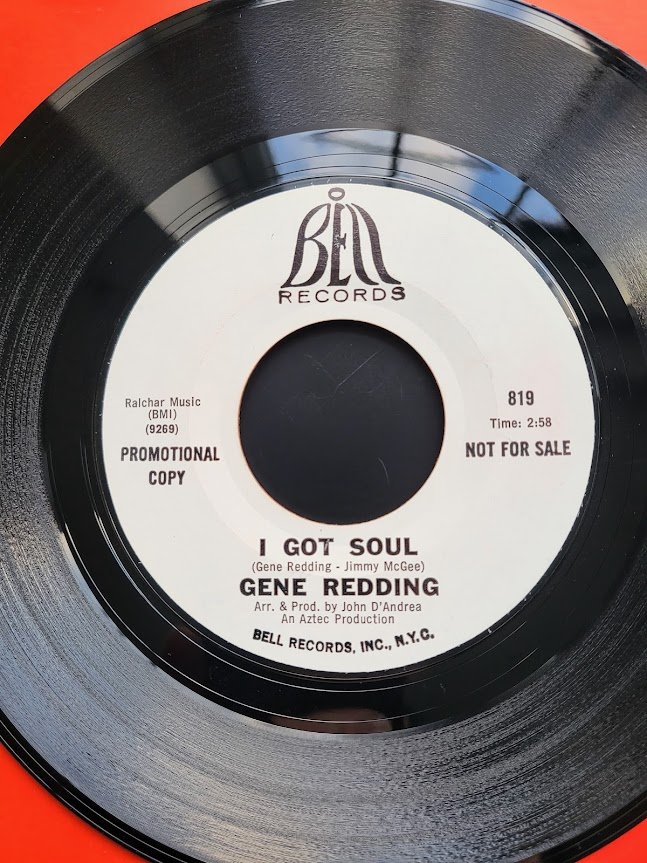 BELL
RECORDS
Ralchar Music
(BMI)
(9269)
PROMOTIONAL
COPY
819
Time: 2:58
NOT FOR SALE
I GOT SOUL
(Gene Redding - Jimmy McGee)
GENE REDDING
Arr. & Prod. by John D'Andrea
An Aztec Production
BELL RECORDS, INC., N.Y.C.